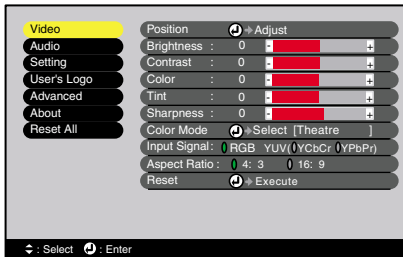 Video
Audio
Setting
User's Logo
Advanced
About
Reset All
Position Adjust
Brightness : 0 - +
Contrast : 0 - +
Color : 0 - +
Tint : 0 - +
Sharpness : 0 - +
Color Mode Select [Theatre ]
Input Signal: RGB YUV( YCbCr YPbPr)
Aspect Ratio : 4: 3 16: 9
Reset Execute
: Select : Enter